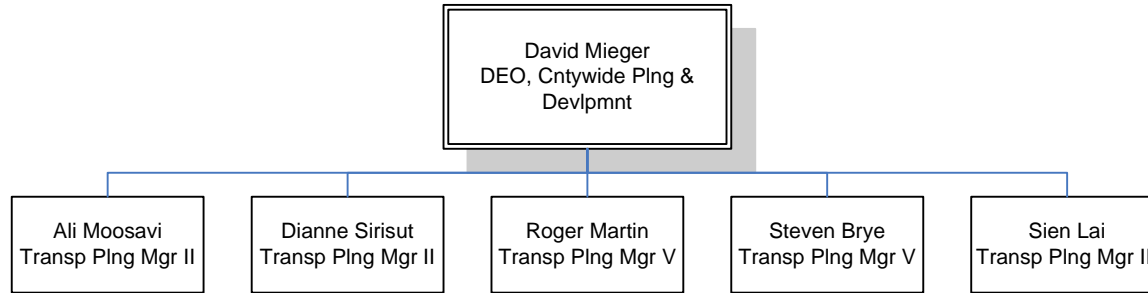 David Mieger
DEO, Cntywide Plng &
Devlpmnt
Ali Moosavi
Transp Plng Mgr II
Dianne Sirisut
Transp Plng Mgr II
Roger Martin
Transp Plng Mgr V
Steven Brye
Transp Plng Mgr V
Sien Lai
Transp Plng Mgr II